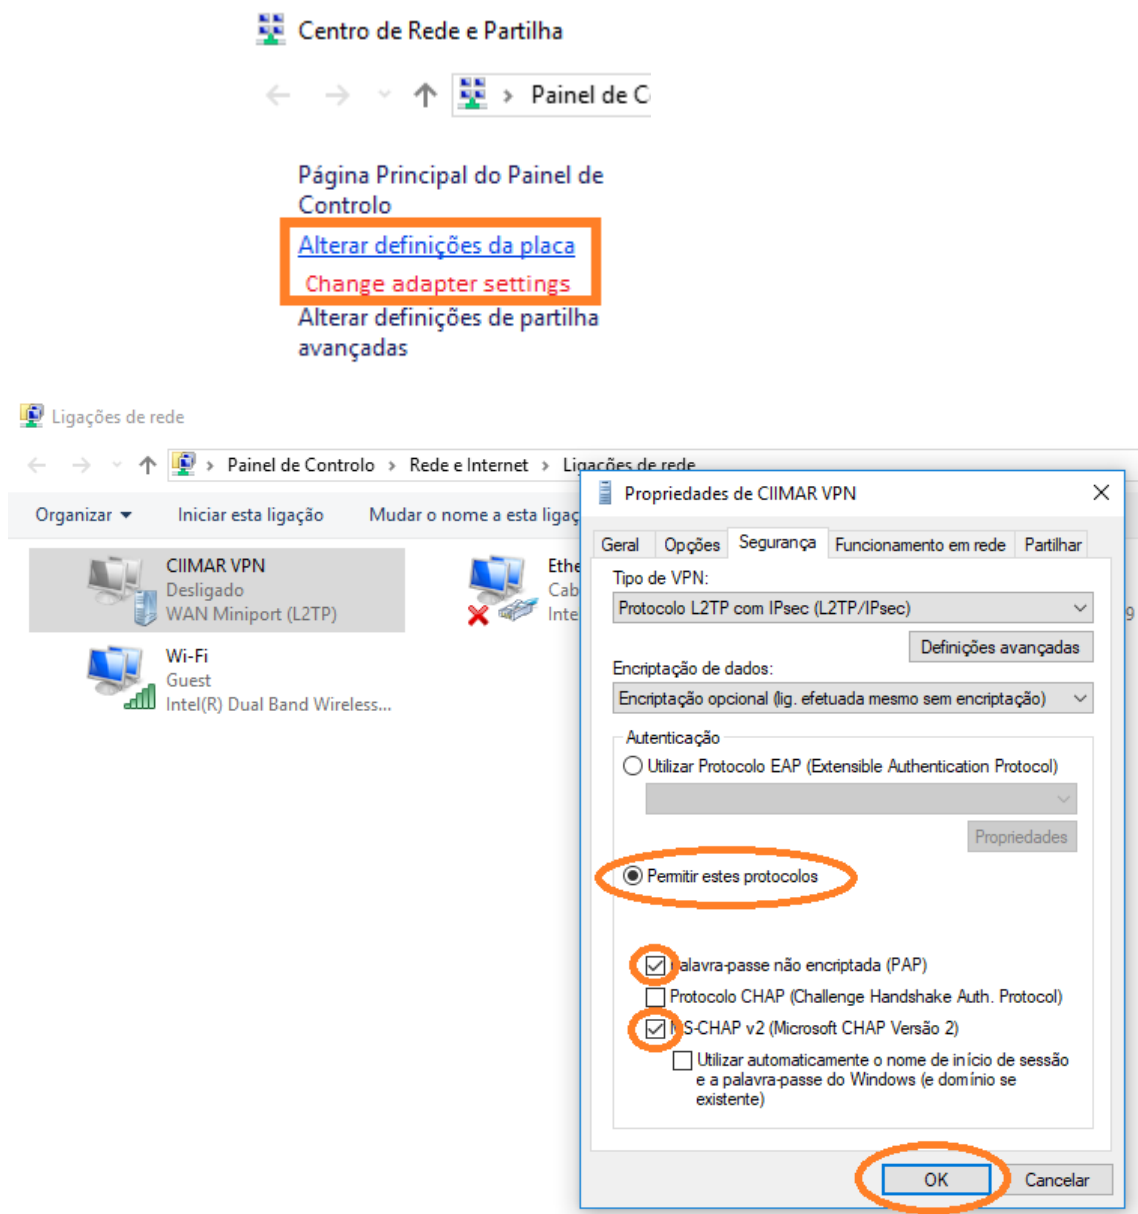 Centro de Rede e Partilha
Painel de C
Página Principal do Painel de
Controlo
Alterar definições da placa
Change adapter settings
Alterar definições de partilha
avançadas
Ligações de rede
Painel de Controlo > Rede e Internet > Ligações de rede
Organizar Iniciar esta ligação Mudar o nome a esta ligaç
CIIMAR VPN
Desligado
WAN Miniport (L2TP)
Ethe
Cab
Inte
9
Wi-Fi
Guest
Intel(R) Dual Band Wireless...
Propriedades de CIIMAR VPN
Geral Opções Segurança Funcionamento em rede Partilhar
Tipo de VPN:
Protocolo L2TP com IPsec (L2TP/IPsec)
Definições avançadas
Encriptação de dados:
Encriptação opcional (lig. efetuada mesmo sem encriptação)
Autenticação
Utilizar Protocolo EAP (Extensible Authentication Protocol)
Propriedades
Permitir estes protocolos
Palavra-passe não encriptada (PAP)
Protocolo CHAP (Challenge Handshake Auth. Protocol)
MS-CHAP v2 (Microsoft CHAP Versão 2)
Utilizar automaticamente o nome de início de sessão
e a palavra-passe do Windows (e domínio se
existente)
OK Cancelar